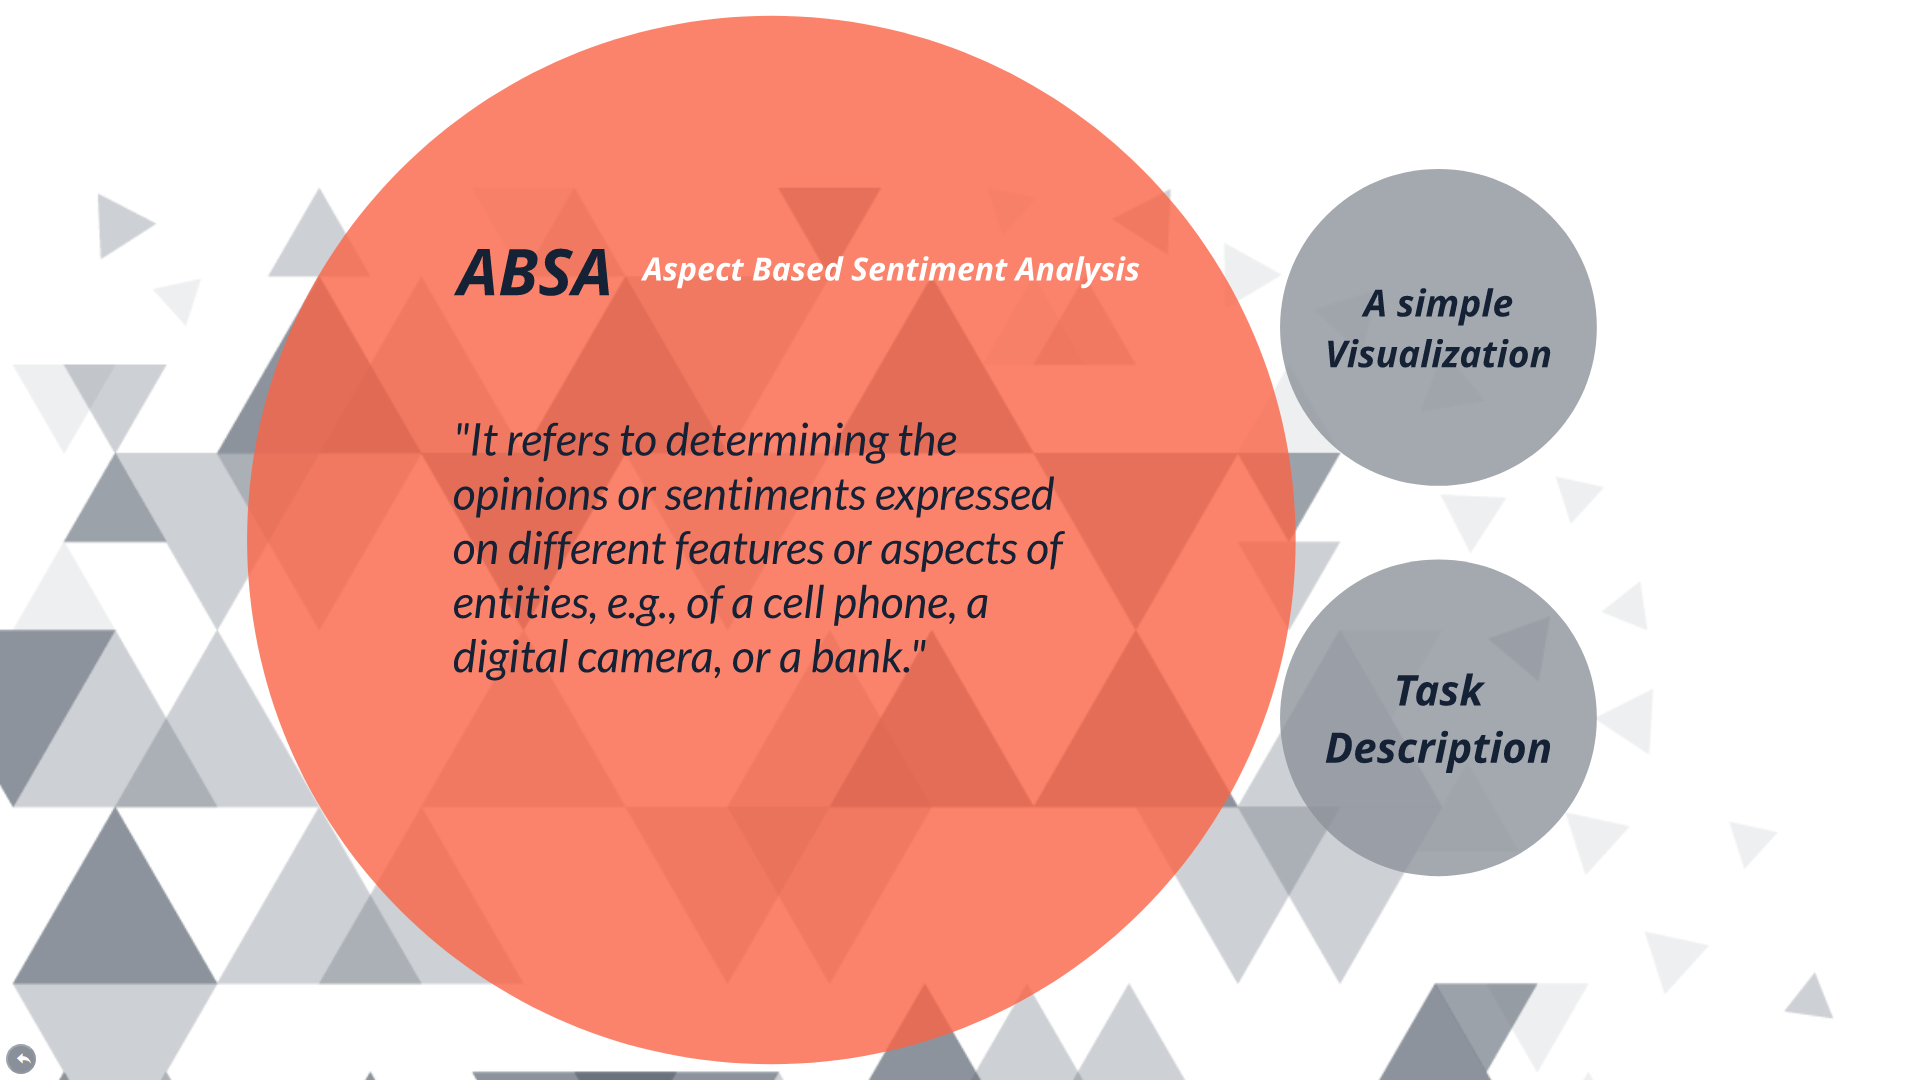 ABSA Aspect Based Sentiment Analysis
"It refers to determining the
opinions or sentiments expressed
on different features or aspects of
entities, e.g., of a cell phone, a
digital camera, or a bank."
A simple
Visualization
Task
Description